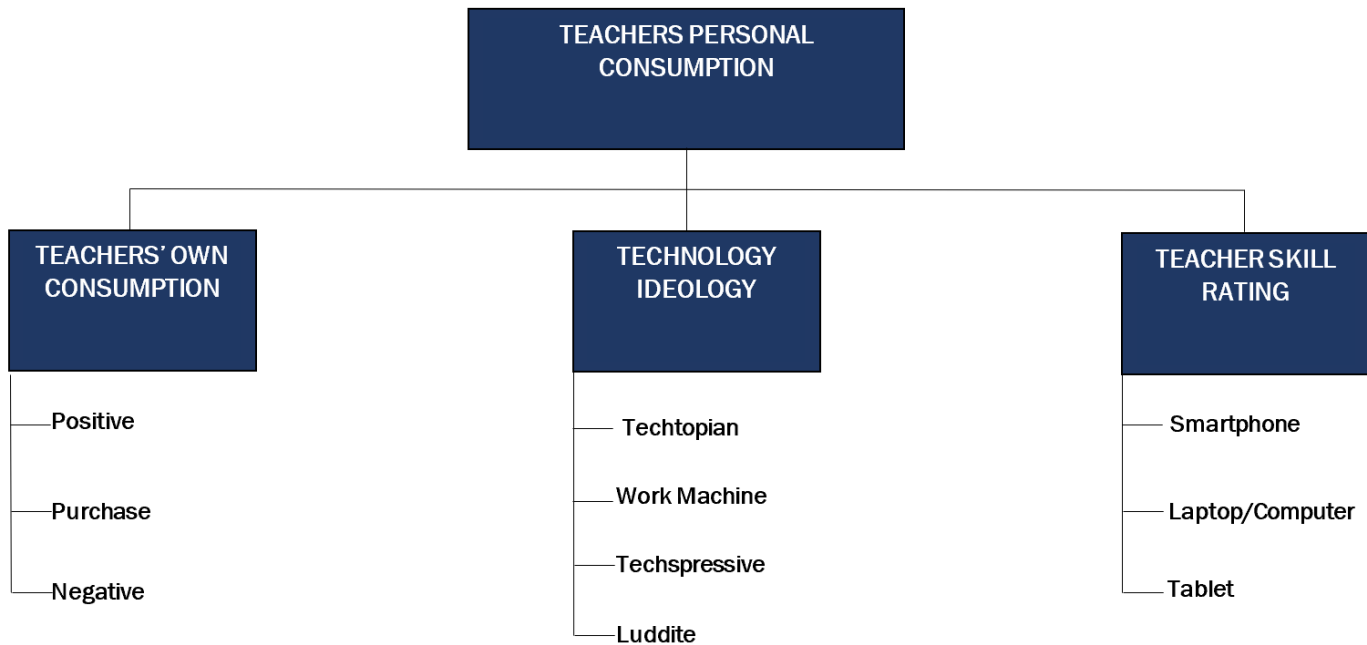 TEACHERS PERSONAL
CONSUMPTION
TEACHERS’ OWN
CONSUMPTION
Positive
Purchase
Negative
TECHNOLOGY
IDEOLOGY
Techtopian
Work Machine
Techspressive
Luddite
TEACHER SKILL
RATING
Smartphone
Laptop/Computer
Tablet